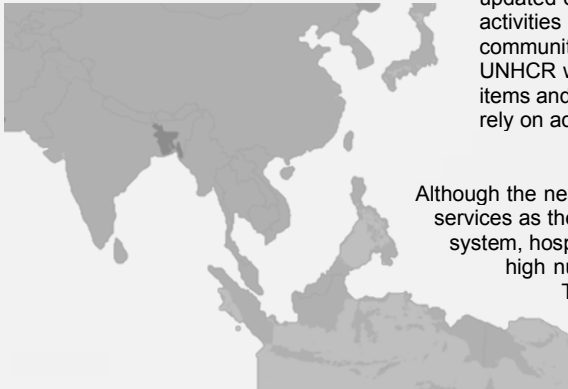 updated
activities
communit
UNHCR w
items and
rely on ac
Although the ne
services as the
system, hosp
high nu
T